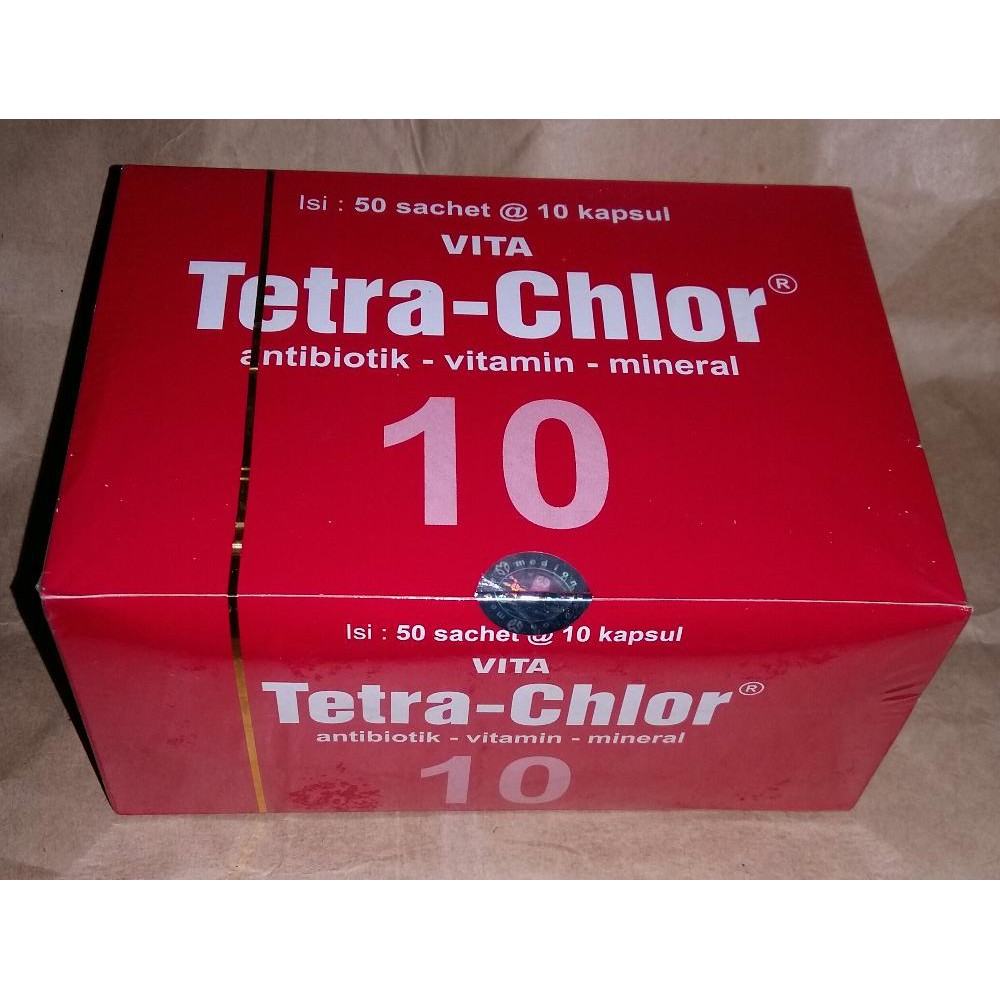 Isi : 50 sachet @ 10 kapsul
VITA
Tetra-Chlor®
antibiotik - vitamin - mineral
10
Isi : 50 sachet @ 10 kapsul
VITA
Tetra-Chlor®
antibiotik - vitamin - mineral
10